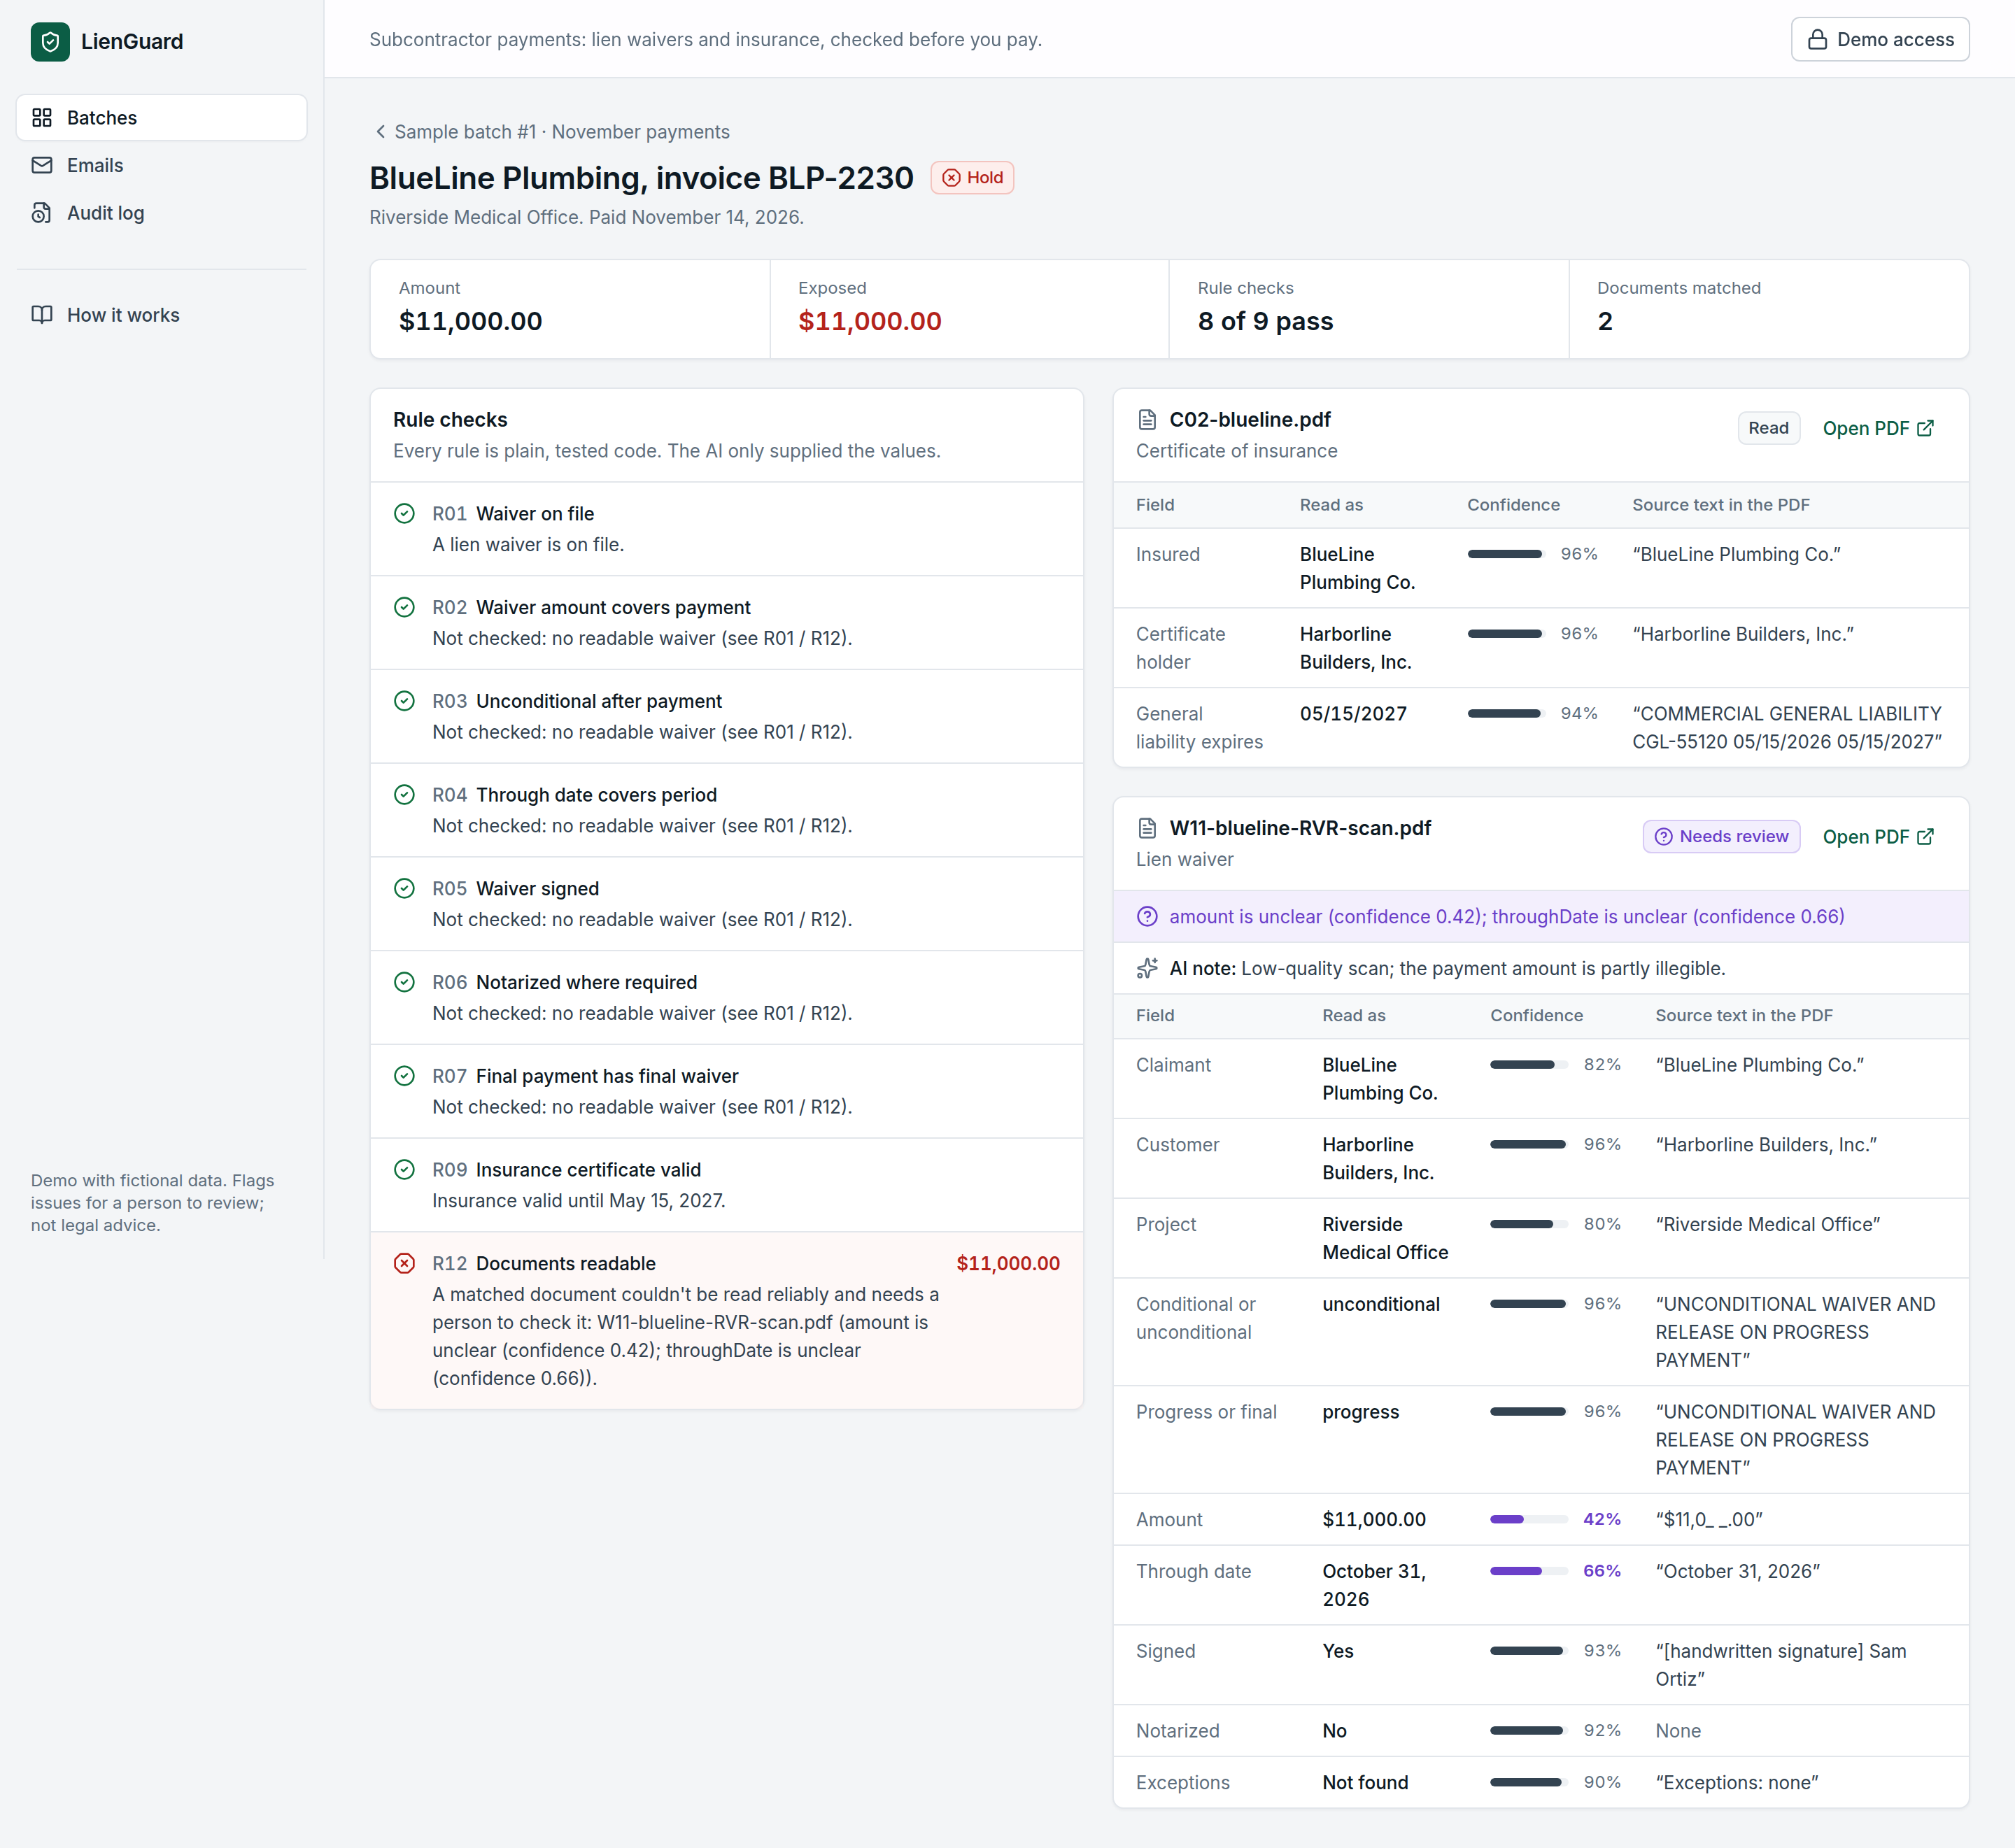 LienGuard
Batches
Emails
Audit log
How it works
Demo with fictional data. Flags
issues for a person to review;
not legal advice.
Subcontractor payments: lien waivers and insurance, checked before you pay.
Demo access
Sample batch #1 · November payments
BlueLine Plumbing, invoice BLP-2230
Hold
Riverside Medical Office. Paid November 14, 2026.
Amount
$11,000.00
Exposed
$11,000.00
Rule checks
8 of 9 pass
Documents matched
2
Rule checks
Every rule is plain, tested code. The AI only supplied the values.
R01 Waiver on file
A lien waiver is on file.
R02 Waiver amount covers payment
Not checked: no readable waiver (see R01 / R12).
R03 Unconditional after payment
Not checked: no readable waiver (see R01 / R12).
R04 Through date covers period
Not checked: no readable waiver (see R01 / R12).
R05 Waiver signed
Not checked: no readable waiver (see R01 / R12).
R06 Notarized where required
Not checked: no readable waiver (see R01 / R12).
R07 Final payment has final waiver
Not checked: no readable waiver (see R01 / R12).
R09 Insurance certificate valid
Insurance valid until May 15, 2027.
R12 Documents readable $11,000.00
A matched document couldn't be read reliably and needs a
person to check it: W11-blueline-RVR-scan.pdf (amount is
unclear (confidence 0.42); throughDate is unclear
(confidence 0.66)).
C02-blueline.pdf
Certificate of insurance
Read
Open PDF
Field Read as Confidence Source text in the PDF
Insured BlueLine 96% “BlueLine Plumbing Co.”
Plumbing Co.
Certificate Harborline 96% “Harborline Builders, Inc.”
holder Builders, Inc.
General 05/15/2027 94% “COMMERCIAL GENERAL LIABILITY
liability expires CGL-55120 05/15/2026 05/15/2027”
W11-blueline-RVR-scan.pdf
Lien waiver
Needs review
Open PDF
amount is unclear (confidence 0.42); throughDate is unclear (confidence 0.66)
AI note: Low-quality scan; the payment amount is partly illegible.
Field Read as Confidence Source text in the PDF
Claimant BlueLine 82% “BlueLine Plumbing Co.”
Plumbing Co.
Customer Harborline 96% “Harborline Builders, Inc.”
Builders, Inc.
Project Riverside 80% “Riverside Medical Office”
Medical Office
Conditional or unconditional 96% “UNCONDITIONAL WAIVER AND
unconditional RELEASE ON PROGRESS
PAYMENT”
Progress or final progress 96% “UNCONDITIONAL WAIVER AND
RELEASE ON PROGRESS
PAYMENT”
Amount $11,000.00 42% “$11,0_ _.00”
Through date October 31, 66% “October 31, 2026”
2026
Signed Yes 93% “[handwritten signature] Sam
Ortiz”
Notarized No 92% None
Exceptions Not found 90% “Exceptions: none”